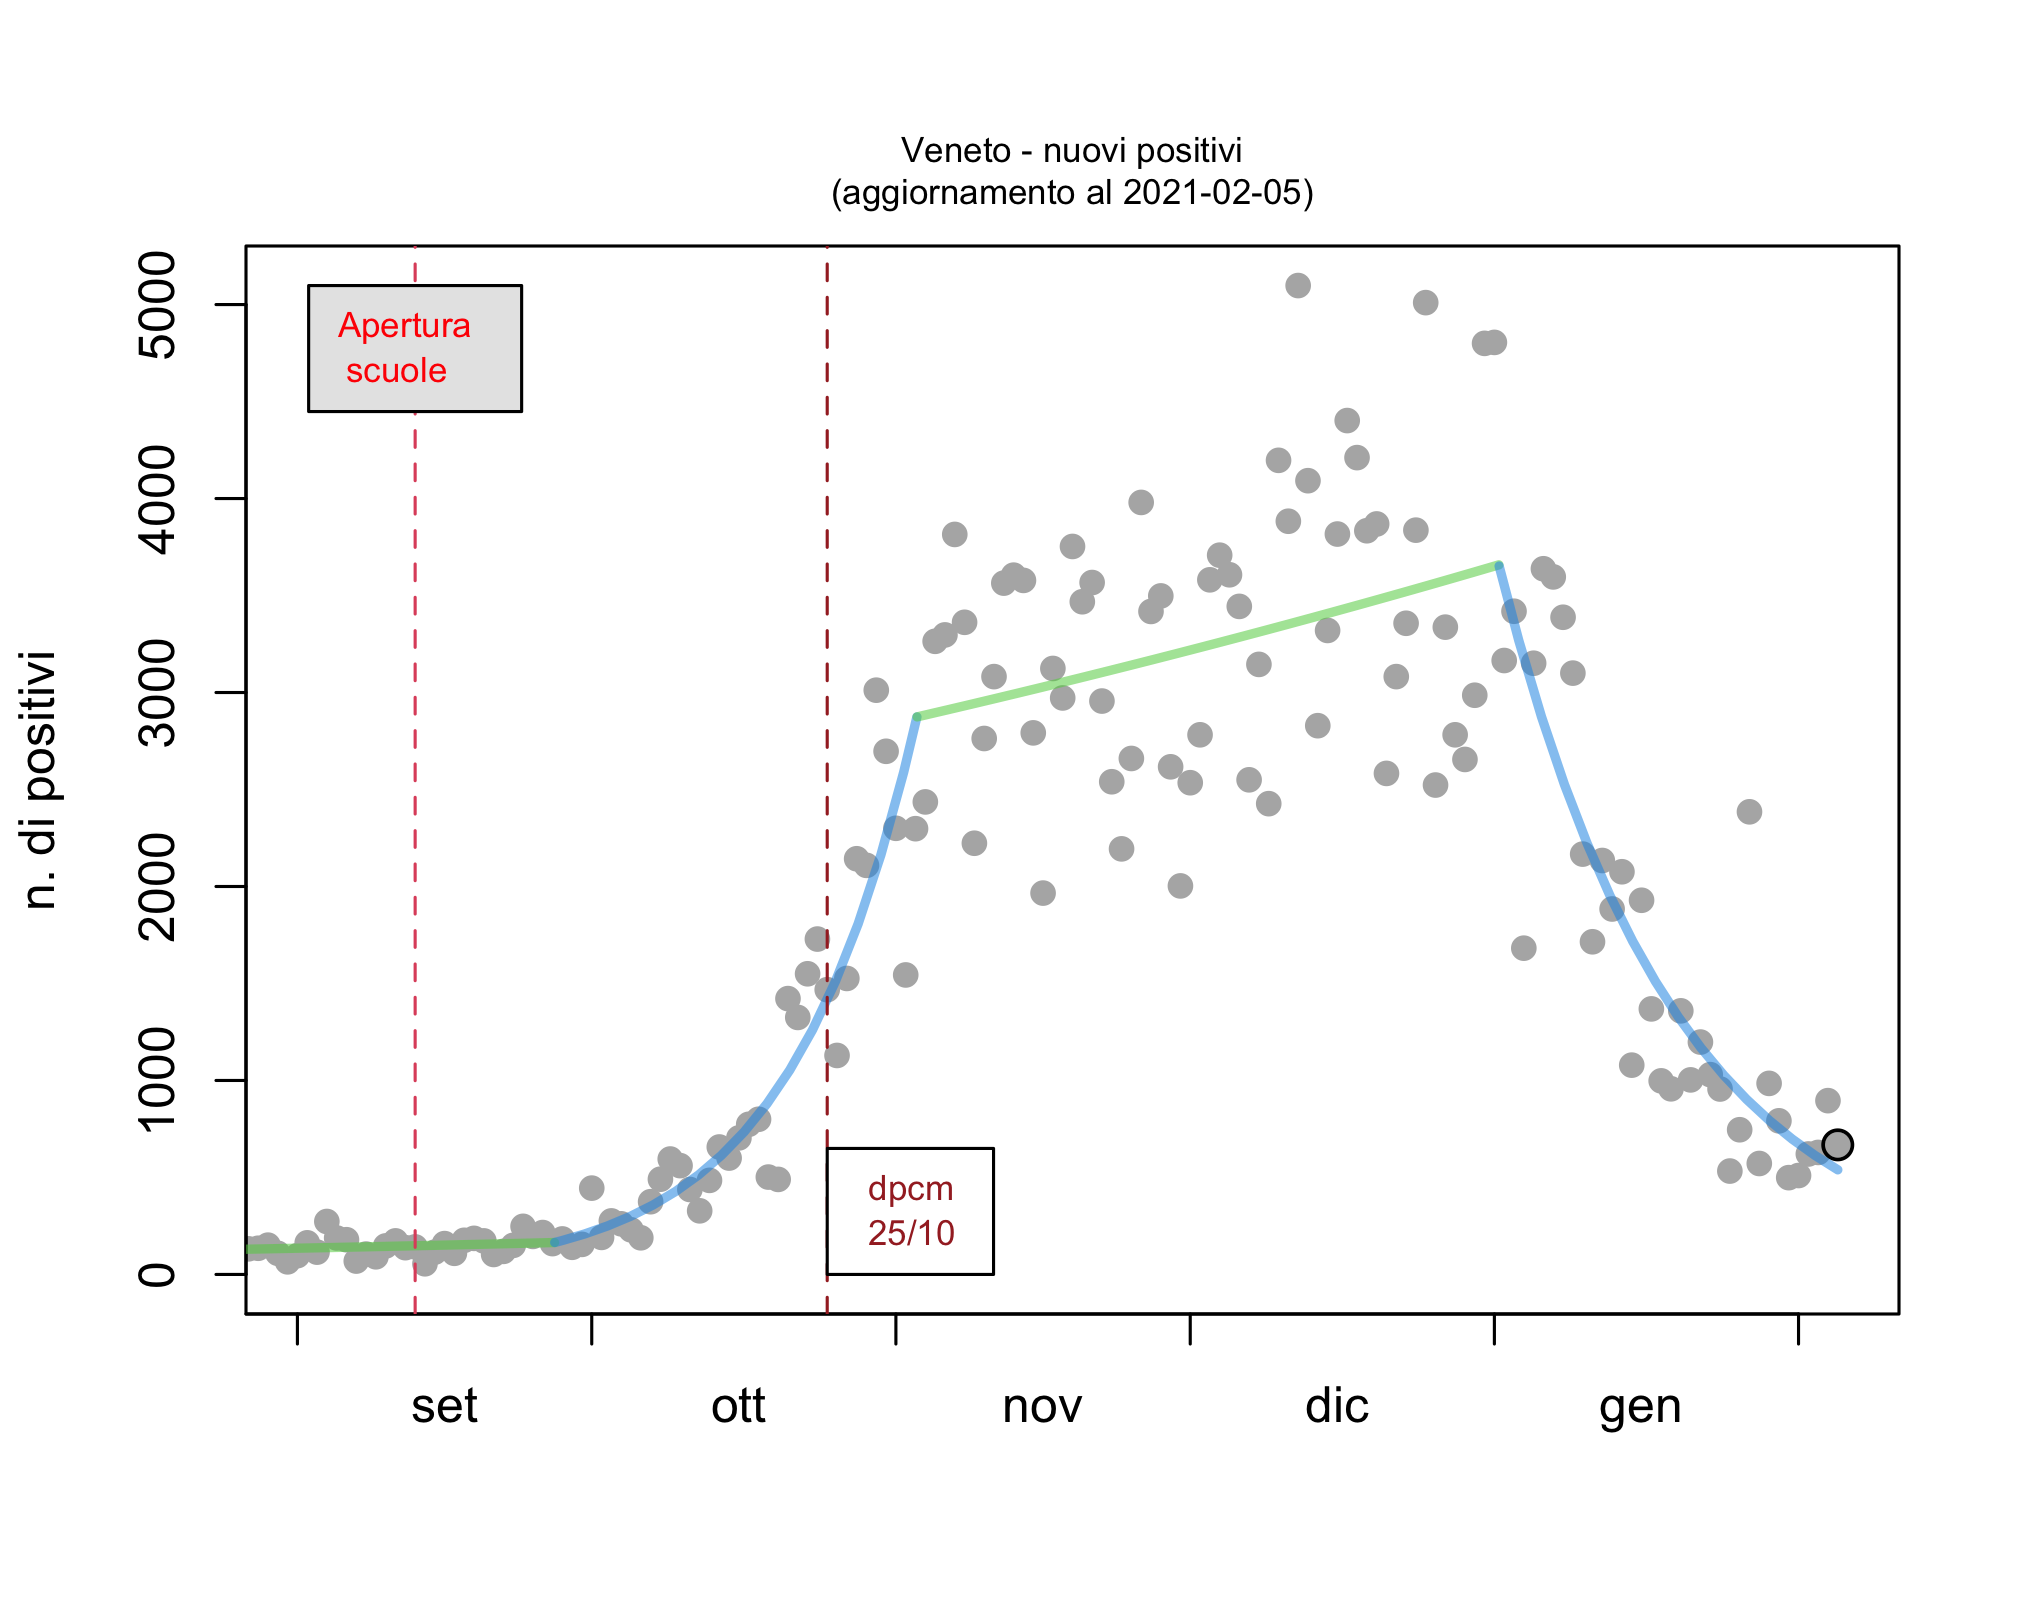 Veneto - nuovi positivi
(aggiornamento al 2021-02-05)
n. di positivi
5000
4000
3000
2000
1000
0
Apertura
scuole
dpcm
25/10
set
ott
nov
dic
gen